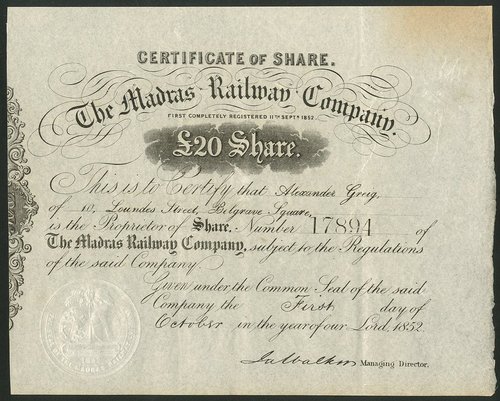 CERTIFICATE OF SHARE.
The Madras Railway Company.
FIRST COMPLETELY REGISTERED 11TH SEPTR 1852
£20 Share.
This is to Certify that Alexander Greig,
of 10, Loundes Street, Belgrave Square,
is the Proprietor of Share, Number 17894 of
The Madras Railway Company, subject to the Regulations
of the said Company.
Given under the Common Seal of the said
Company the First day of
October in the year of our Lord, 1852.
Managing Director.